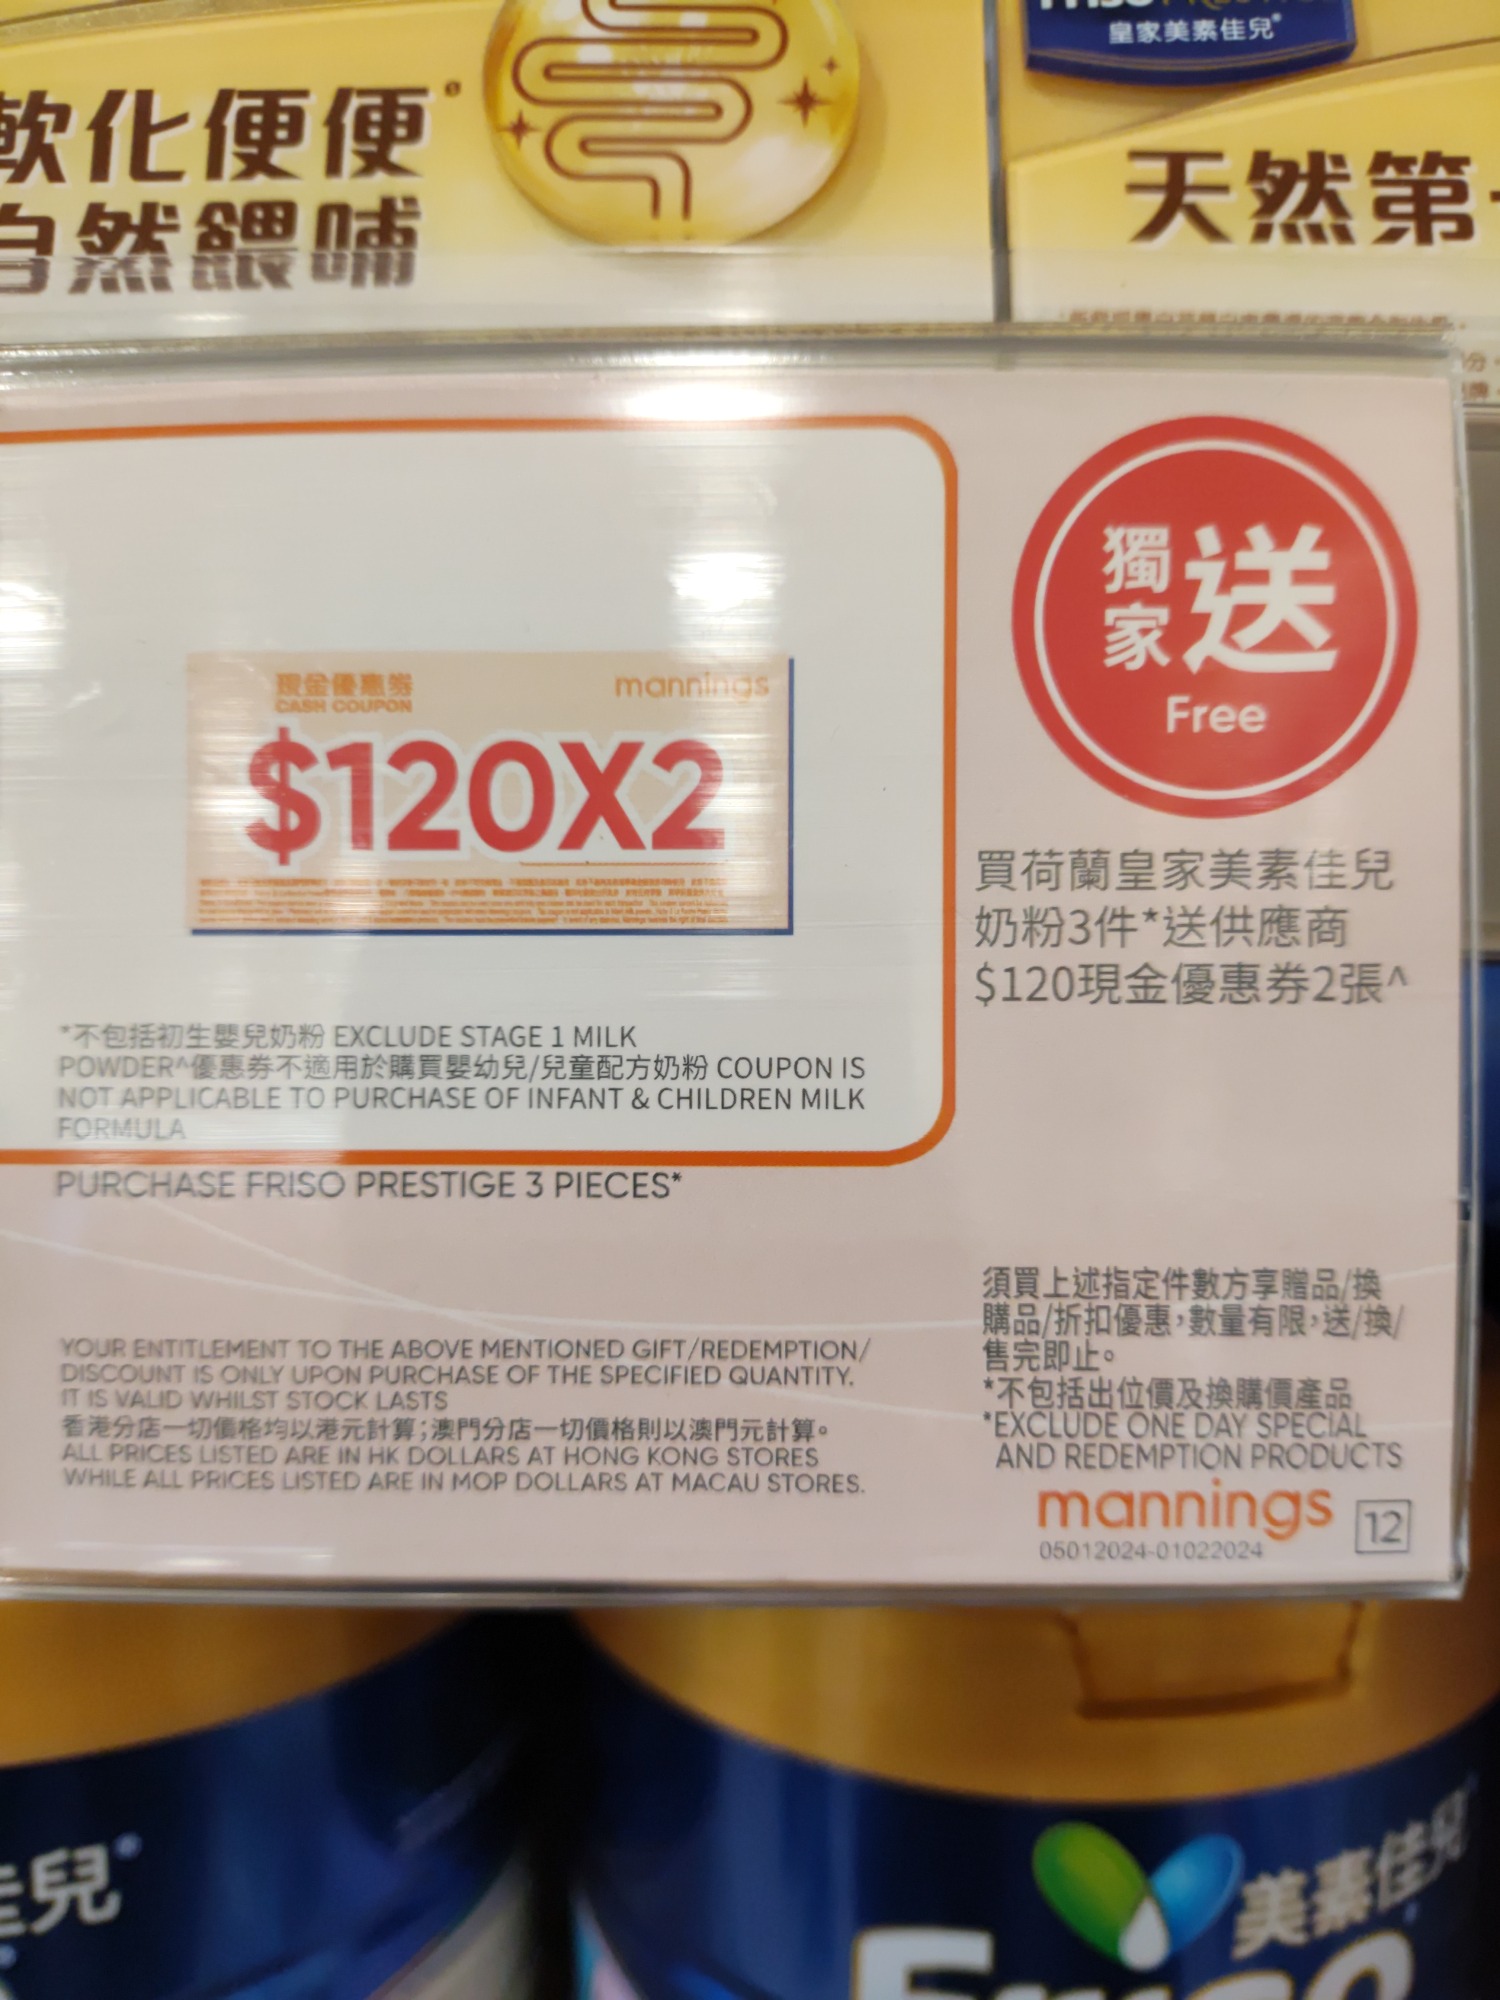 皇家美素佳兒®
軟化便便
自然餵哺
天然第一
獨家送
Free
現金優惠券
CASH COUPON
mannings
$120X2
買荷蘭皇家美素佳兒
奶粉3件*送供應商
$120現金優惠券2張^
*不包括初生嬰兒奶粉 EXCLUDE STAGE 1 MILK
POWDER^優惠券不適用於購買嬰幼兒/兒童配方奶粉 COUPON IS
NOT APPLICABLE TO PURCHASE OF INFANT & CHILDREN MILK
FORMULA
PURCHASE FRISO PRESTIGE 3 PIECES*
YOUR ENTITLEMENT TO THE ABOVE MENTIONED GIFT/REDEMPTION/
DISCOUNT IS ONLY UPON PURCHASE OF THE SPECIFIED QUANTITY.
IT IS VALID WHILST STOCK LASTS
香港分店一切價格均以港元計算;澳門分店一切價格則以澳門元計算。
ALL PRICES LISTED ARE IN HK DOLLARS AT HONG KONG STORES
WHILE ALL PRICES LISTED ARE IN MOP DOLLARS AT MACAU STORES.
須買上述指定件數方享贈品/換
購品/折扣優惠,數量有限,送/換/
售完即止。
*不包括出位價及換購價產品
*EXCLUDE ONE DAY SPECIAL
AND REDEMPTION PRODUCTS
mannings
12
05012024-01022024
佳兒®
美素佳兒
Friso